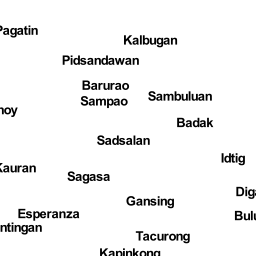 Pagatin
Kalbugan
Pidsandawan
Barurao
Sampao
Sambuluan
noy
Badak
Sadsalan
Idtig
Kauran
Sagasa
Diga
Gansing
Esperanza
Bulu
ntingan
Tacurong
Kapinkong